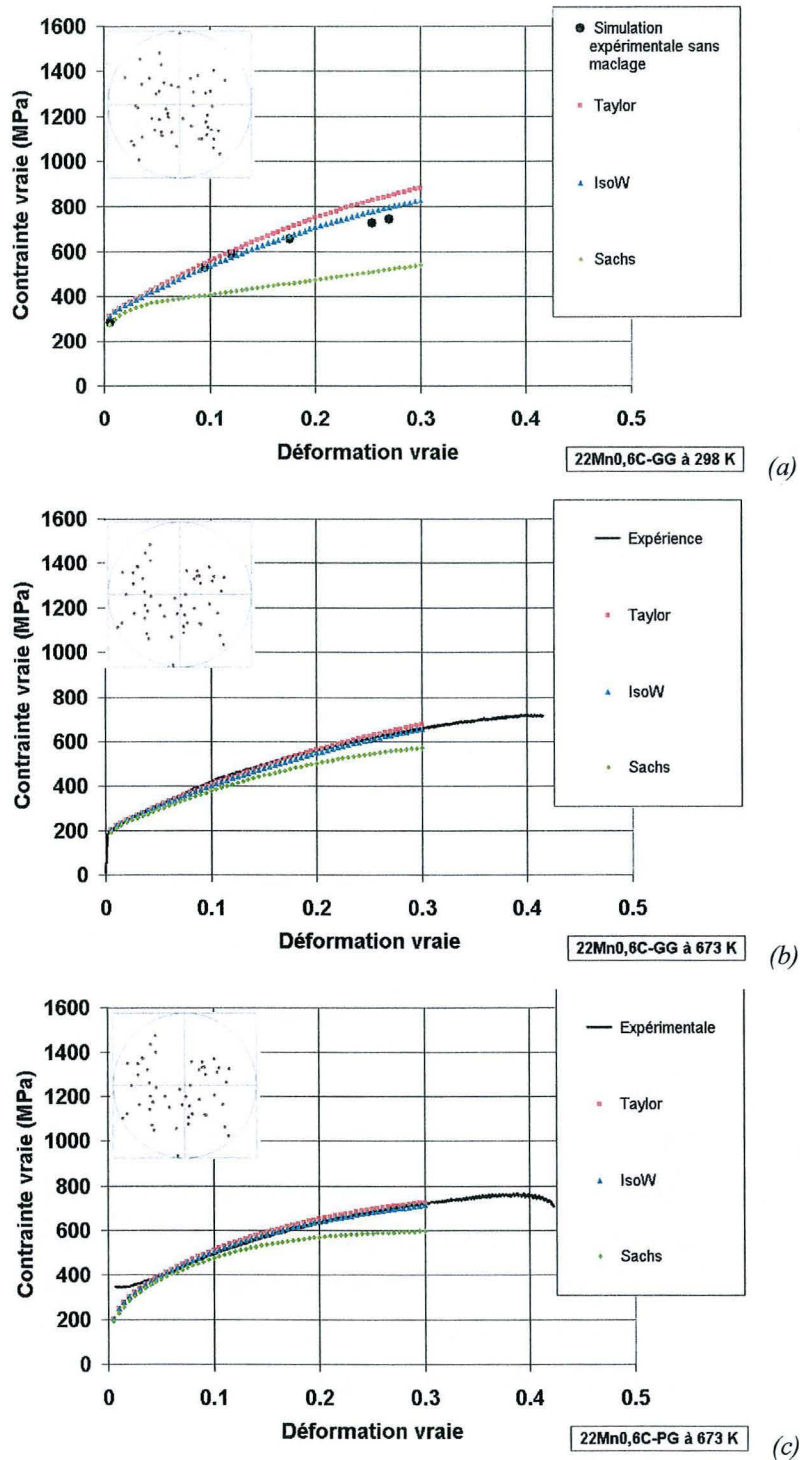 Contrainte vraie (MPa)
1600
1400
1200
1000
800
600
400
200
0
0
0.1
0.2
0.3
0.4
0.5
Déformation vraie
Simulation
expérimentale sans
maclage
Taylor
IsoW
Sachs
22Mn0,6C-GG à 298 K
(a)
Contrainte vraie (MPa)
1600
1400
1200
1000
800
600
400
200
0
0
0.1
0.2
0.3
0.4
0.5
Déformation vraie
Expérience
Taylor
IsoW
Sachs
22Mn0,6C-GG à 673 K
(b)
Contrainte vraie (MPa)
1600
1400
1200
1000
800
600
400
200
0
0
0.1
0.2
0.3
0.4
0.5
Déformation vraie
Expérimentale
Taylor
IsoW
Sachs
22Mn0,6C-PG à 673 K
(c)